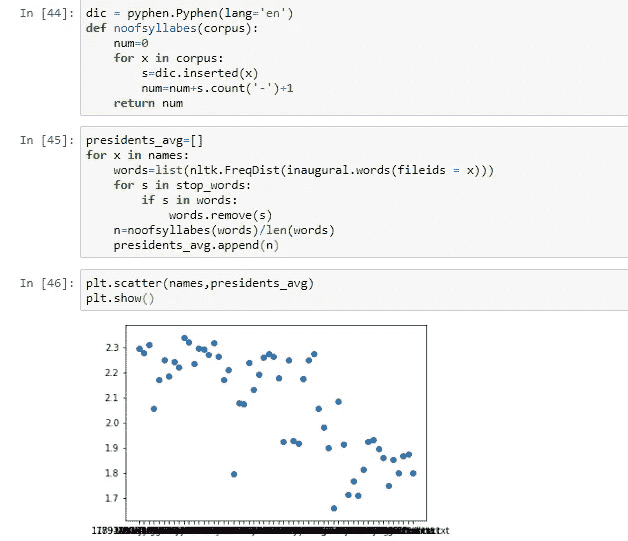 In [44]: dic = pyphen.Pyphen(lang='en')
def noofsyllabes(corpus):
    num=0
    for x in corpus:
        s=dic.inserted(x)
        num=num+s.count('-')+1
    return num
In [45]: presidents_avg=[]
for x in names:
    words=list(nltk.FreqDist(inaugural.words(fileids = x)))
    for s in stop_words:
        if s in words:
            words.remove(s)
    n=noofsyllabes(words)/len(words)
    presidents_avg.append(n)
In [46]: plt.scatter(names,presidents_avg)
plt.show()
2.3
2.2
2.1
2.0
1.9
1.8
1.7